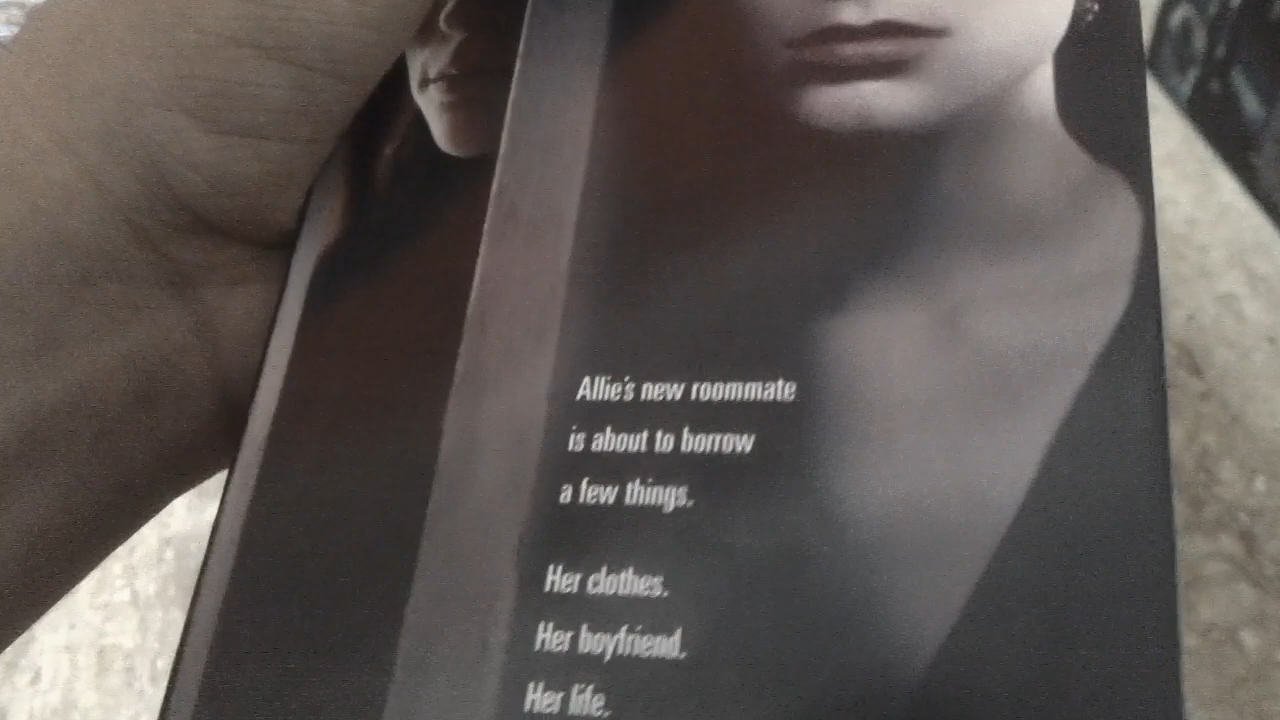 Allie's new roommate
is about to borrow
a few things.
Her clothes.
Her boyfriend.
Her life.